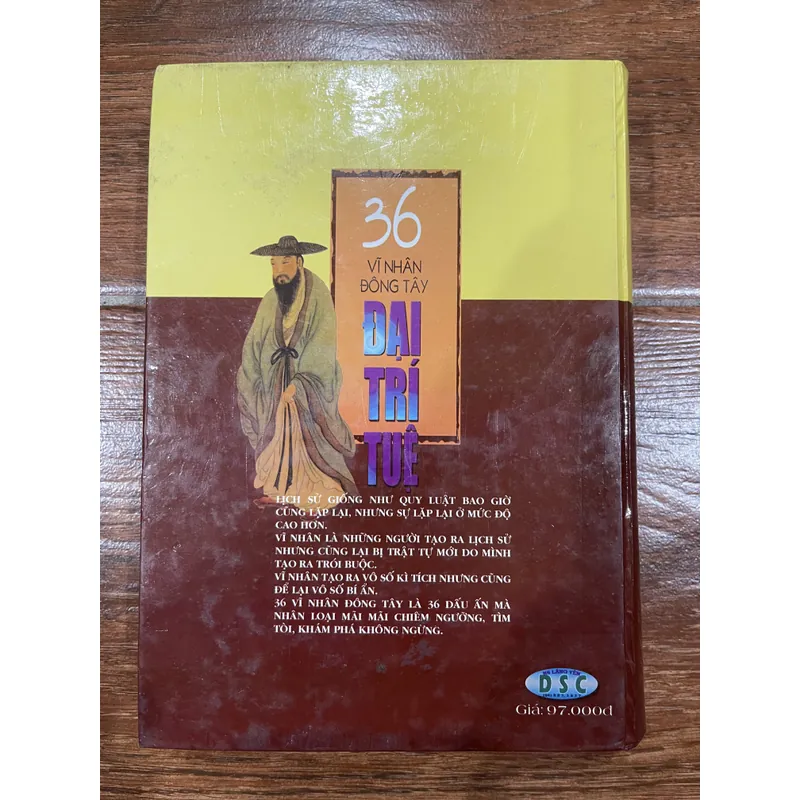 36
VĨ NHÂN
ĐÔNG TÂY
ĐẠI
TRÍ
TUỆ
LỊCH SỬ GIỐNG NHƯ QUY LUẬT BAO GIỜ
CŨNG LẶP LẠI, NHƯNG SỰ LẶP LẠI Ở MỨC ĐỘ
CAO HƠN.
VĨ NHÂN LÀ NHỮNG NGƯỜI TẠO RA LỊCH SỬ
NHƯNG CŨNG LẠI BỊ TRẬT TỰ MỚI DO MÌNH
TẠO RA TRÓI BUỘC.
VĨ NHÂN TẠO RA VÔ SỐ KÌ TÍCH NHƯNG CŨNG
ĐỂ LẠI VÔ SỐ BÍ ẨN.
36 VĨ NHÂN ĐÔNG TÂY LÀ 36 DẤU ẤN MÀ
NHÂN LOẠI MÃI MÃI CHIÊM NGƯỠNG, TÌM
TÒI, KHÁM PHÁ KHÔNG NGỪNG.
DSC
Giá: 97.000đ